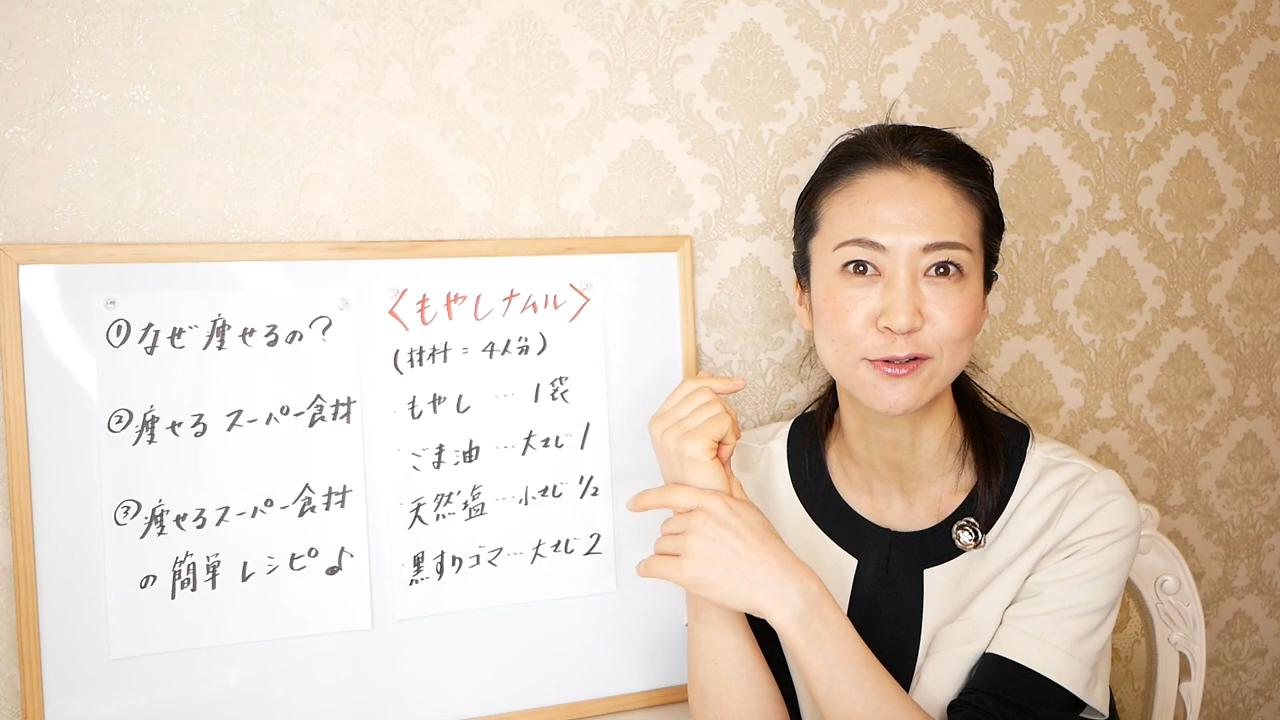 ①なぜ痩せるの?
②痩せるスーパー食材
③痩せるスーパー食材
の簡単レシピ♪
〈もやしナムル〉
(材料=4人分)
もやし…1袋
ごま油…大さじ1
天然塩…小さじ1/2
黒すりゴマ…大さじ2